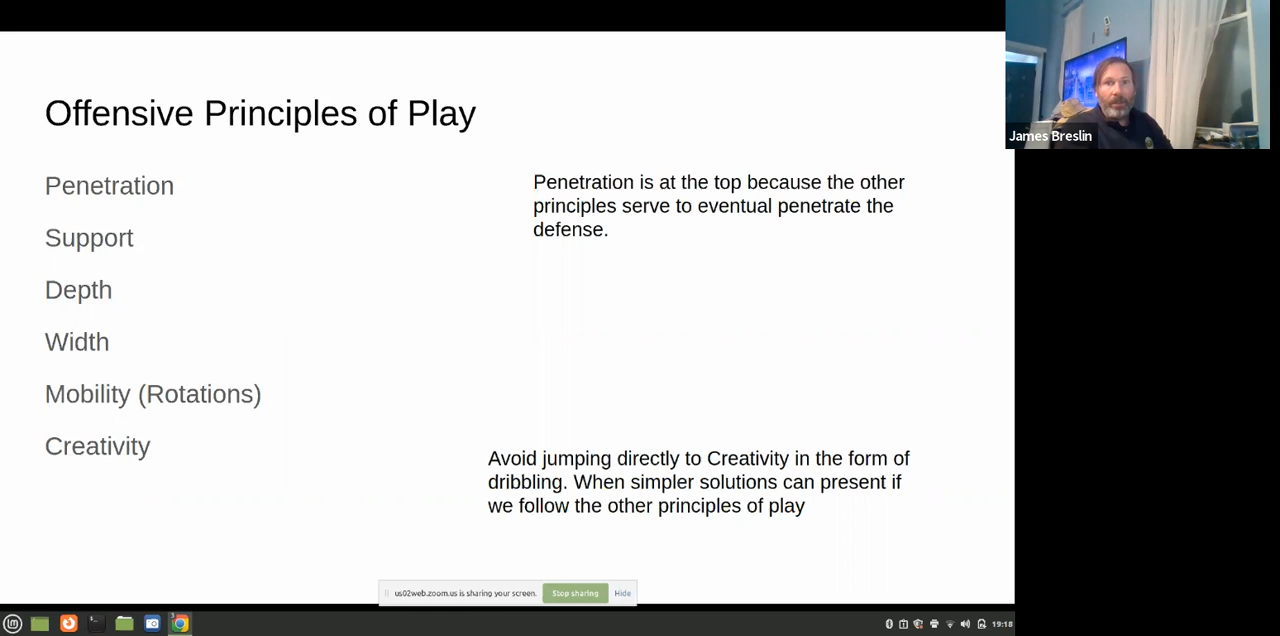 Offensive Principles of Play
Penetration
Support
Depth
Width
Mobility (Rotations)
Creativity
Penetration is at the top because the other
principles serve to eventual penetrate the
defense.
Avoid jumping directly to Creativity in the form of
dribbling. When simpler solutions can present if
we follow the other principles of play
James Breslin
us02web.zoom.us is sharing your screen.
Stop sharing
Hide
3
19:18